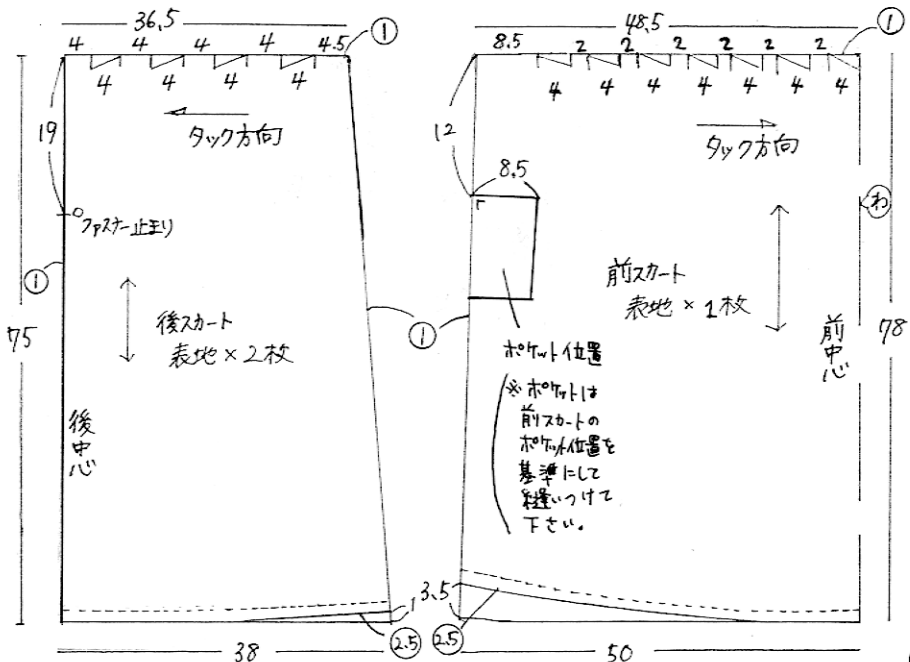 36.5
4 4 4 4 4.5 ①
4 4 4 4
タック方向
19
ファスナー止まり
①
75
後スカート
表地×2枚
後中心
38
①
3.5
1
2.5
2.5
48.5
8.5 2 2 2 2 2 2 2 ①
4 4 4 4 4 4 4
タック方向
12
8.5
わ
前スカート
表地×1枚
前中心
78
ポケット位置
※ポケットは
前スカートの
ポケット位置を
基準にして
縫いつけて
下さい。
50